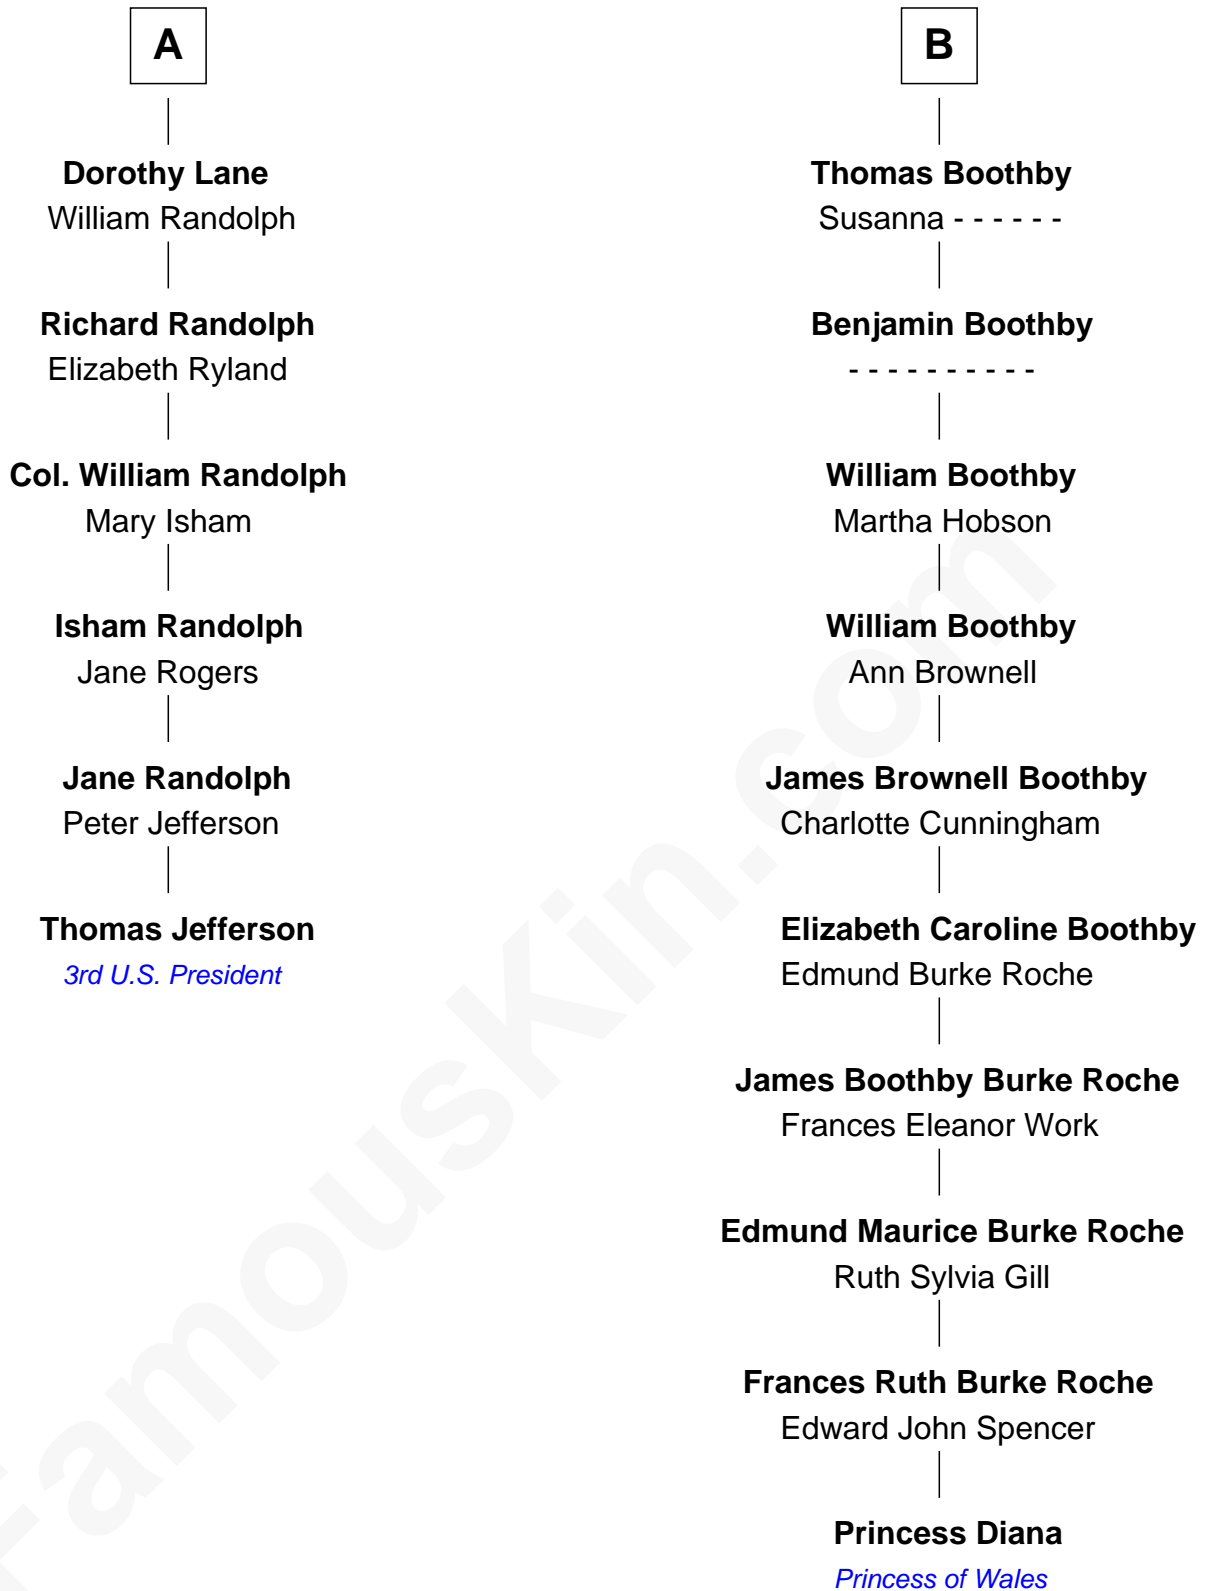 A
Dorothy Lane
William Randolph
Richard Randolph
Elizabeth Ryland
Col. William Randolph
Mary Isham
Isham Randolph
Jane Rogers
Jane Randolph
Peter Jefferson
Thomas Jefferson
3rd U.S. President
B
Thomas Boothby
Susanna - - - - - -
Benjamin Boothby
- - - - - - - - - -
William Boothby
Martha Hobson
William Boothby
Ann Brownell
James Brownell Boothby
Charlotte Cunningham
Elizabeth Caroline Boothby
Edmund Burke Roche
James Boothby Burke Roche
Frances Eleanor Work
Edmund Maurice Burke Roche
Ruth Sylvia Gill
Frances Ruth Burke Roche
Edward John Spencer
Princess Diana
Princess of Wales
FamousKin.com